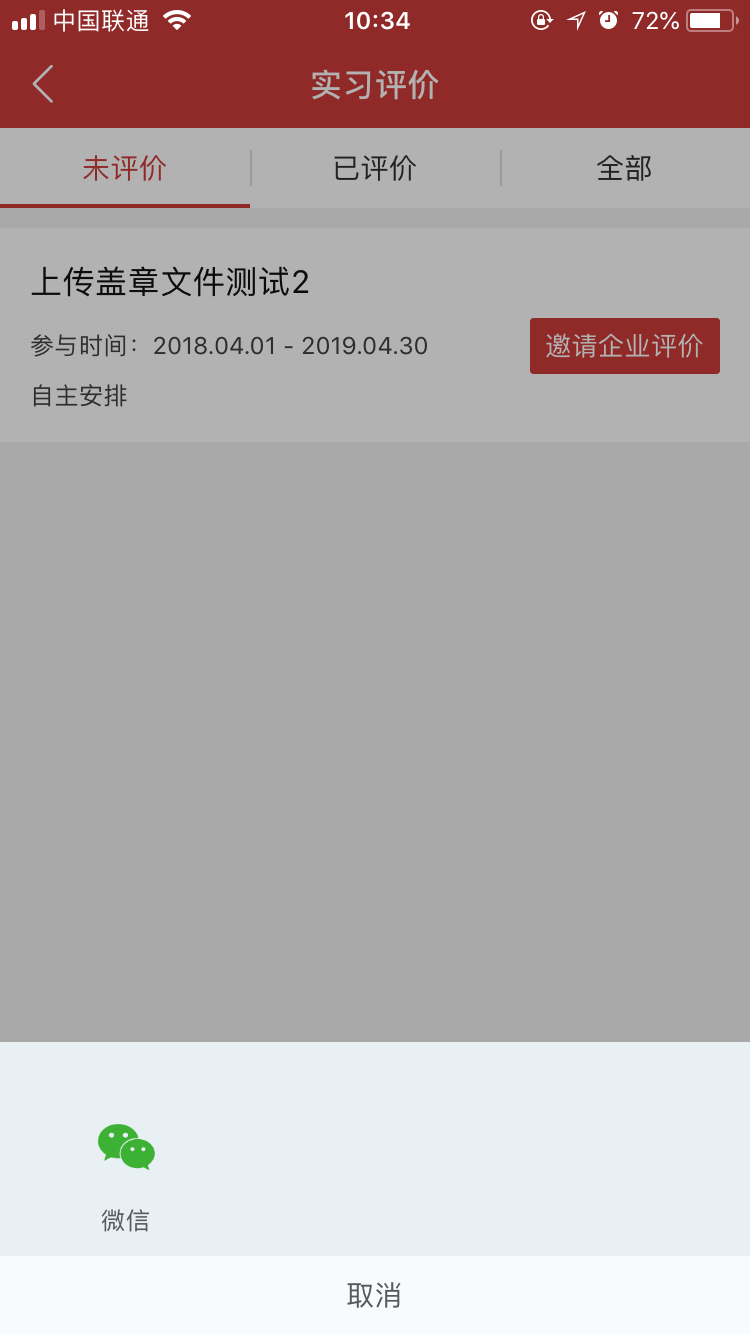 中国联通 10:34 72%
实习评价
未评价 已评价 全部
上传盖章文件测试2
参与时间：2018.04.01 - 2019.04.30
邀请企业评价
自主安排
微信
取消